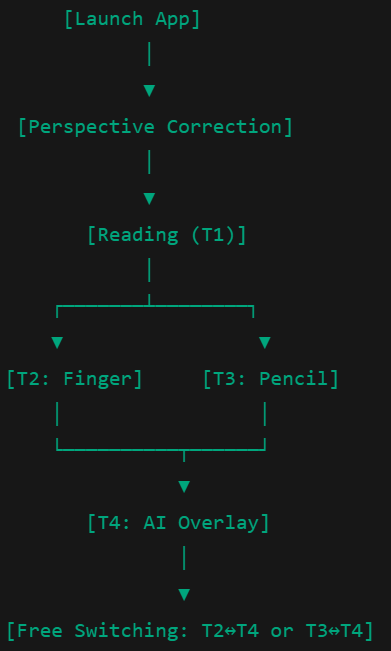 [Launch App]
[Perspective Correction]
[Reading (T1)]
[T2: Finger] [T3: Pencil]
[T4: AI Overlay]
[Free Switching: T2↔T4 or T3↔T4]